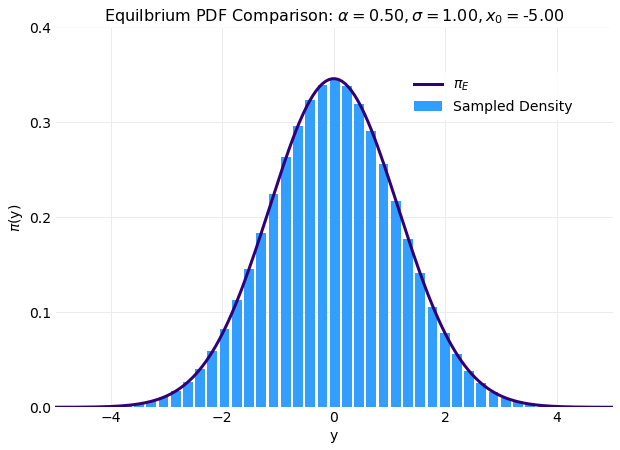 Equilbrium PDF Comparison: α = 0.50, σ = 1.00, x₀ = -5.00
π_E
Sampled Density
π(y)
0.4
0.3
0.2
0.1
0.0
−4
−2
0
2
4
y